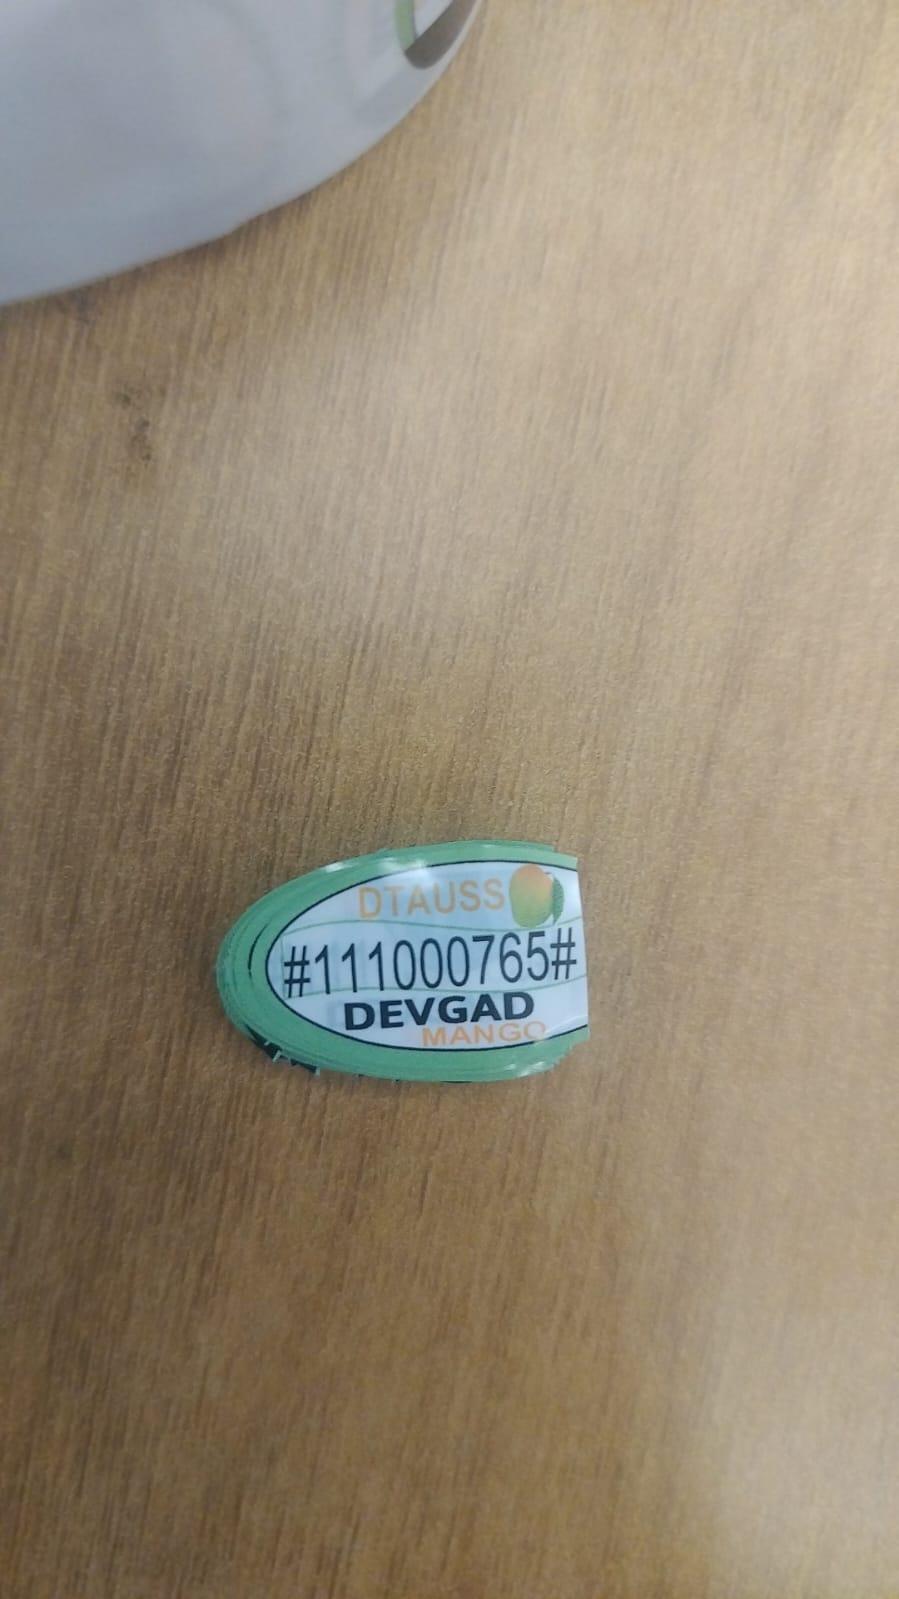 DTAUSS
#111000765#
DEVGAD
MANGO